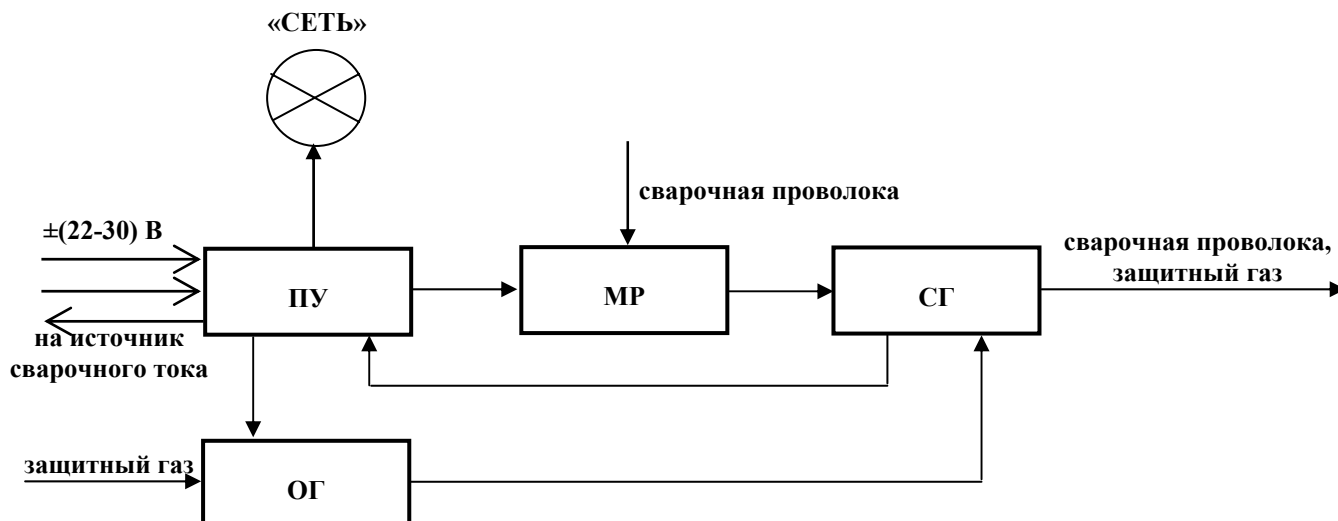 «СЕТЬ»
сварочная проволока
±(22-30) В
сварочная проволока,
защитный газ
ПУ
МР
СГ
на источник
сварочного тока
защитный газ
ОГ